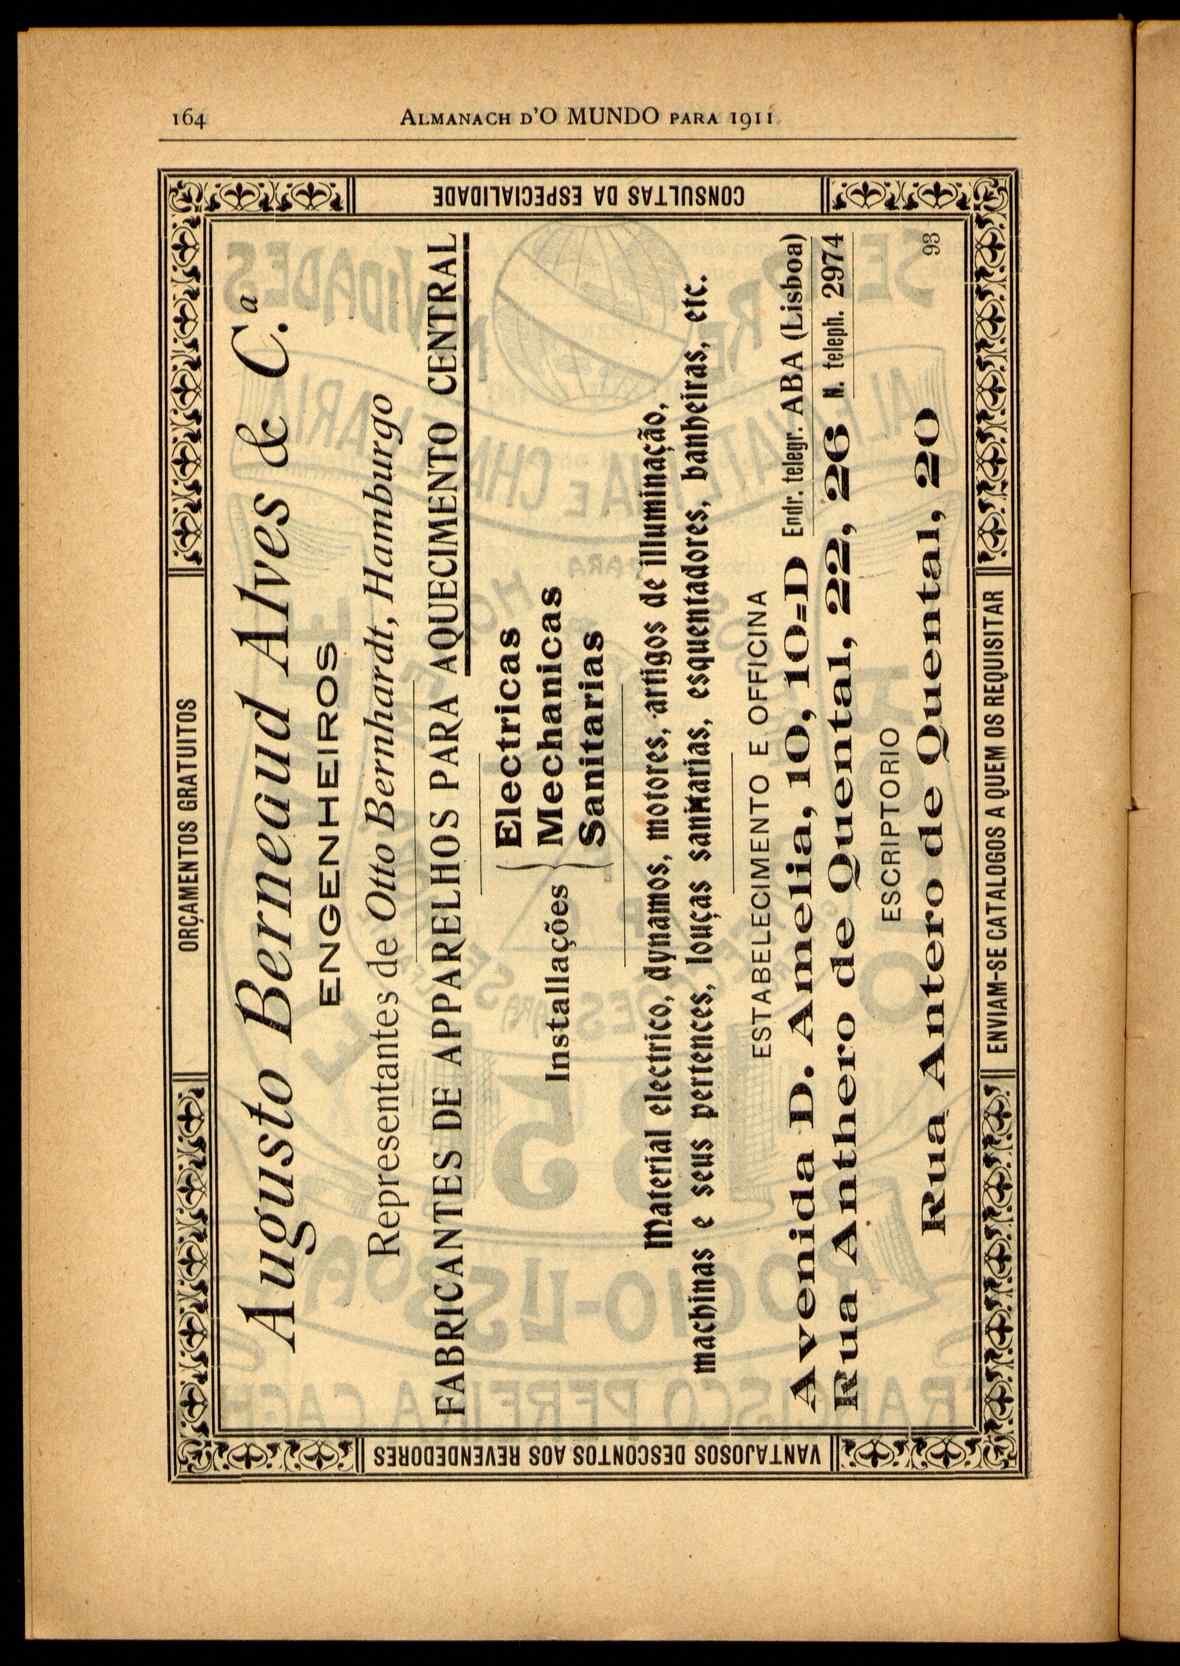 164
ALMANACH D'O MUNDO PARA 1911
ORÇAMENTOS GRATUITOS
CONSULTAS DA ESPECIALIDADE
Augusto Berneaud Alves & C.ª
ENGENHEIROS
Representantes de Otto Bernhardt, Hamburgo
FABRICANTES DE APPARELHOS PARA AQUECIMENTO CENTRAL
Installações
Electricas
Mechanicas
Sanitarias
Material electrico, dynamos, motores, artigos de illuminação,
machinas e seus pertences, louças sanitarias, esquentadores, banheiras, etc.
ESTABELECIMENTO E OFFICINA
Avenida D. Amelia, 10, 10=D Endr. telegr. ABA (Lisboa)
Rua Anthero de Quental, 22, 26 N. teleph. 2974
ESCRIPTORIO
Rua Antero de Quental, 20
93
VANTAJOSOS DESCONTOS AOS REVENDEDORES
ENVIAM-SE CATALOGOS A QUEM OS REQUISITAR